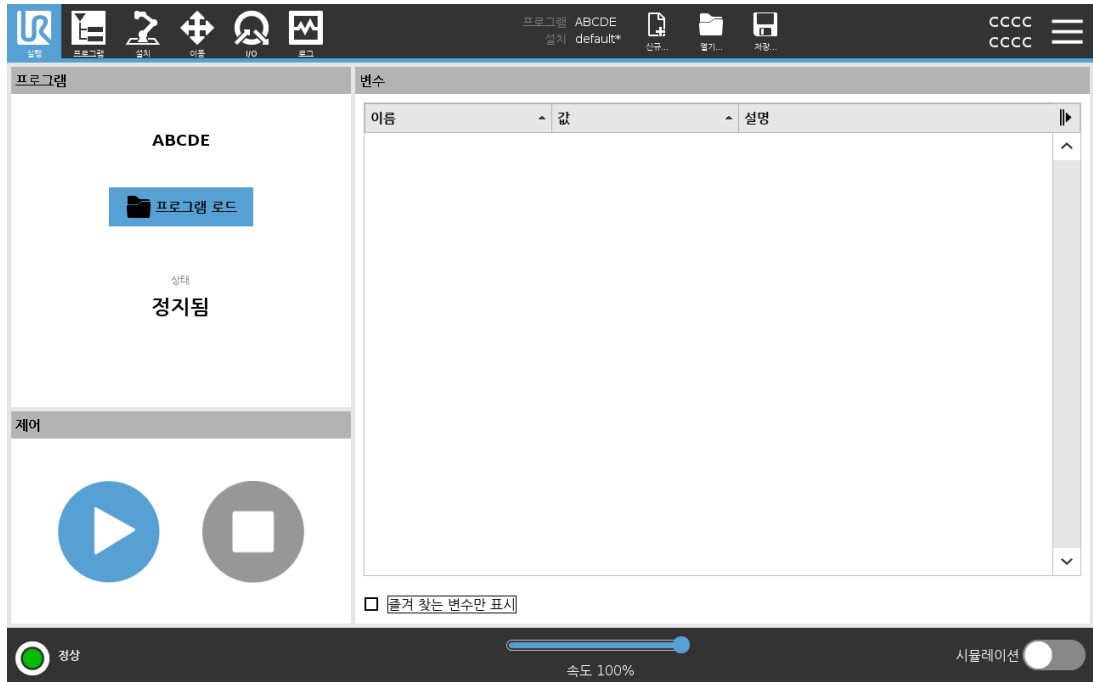 프로그램 ABCDE
설치 default*
cccc
cccc
실행 프로그램 설치 이동 I/O 로그 신규... 열기... 저장...
프로그램
변수
이름 값 설명
ABCDE
프로그램 로드
상태
정지됨
제어
즐겨 찾는 변수만 표시
정상
속도 100%
시뮬레이션